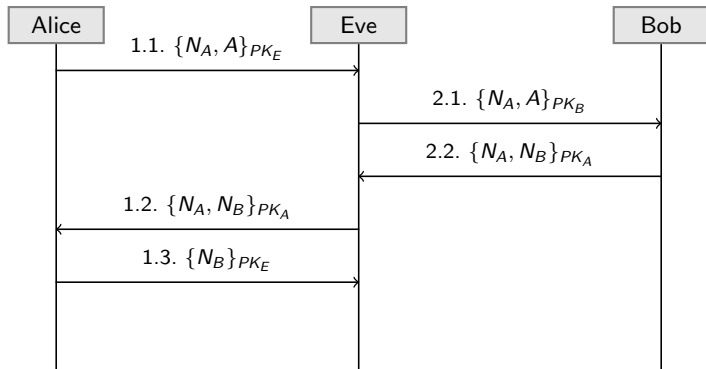 Alice Eve Bob
1.1. {N_A, A}_{PK_E}
2.1. {N_A, A}_{PK_B}
2.2. {N_A, N_B}_{PK_A}
1.2. {N_A, N_B}_{PK_A}
1.3. {N_B}_{PK_E}